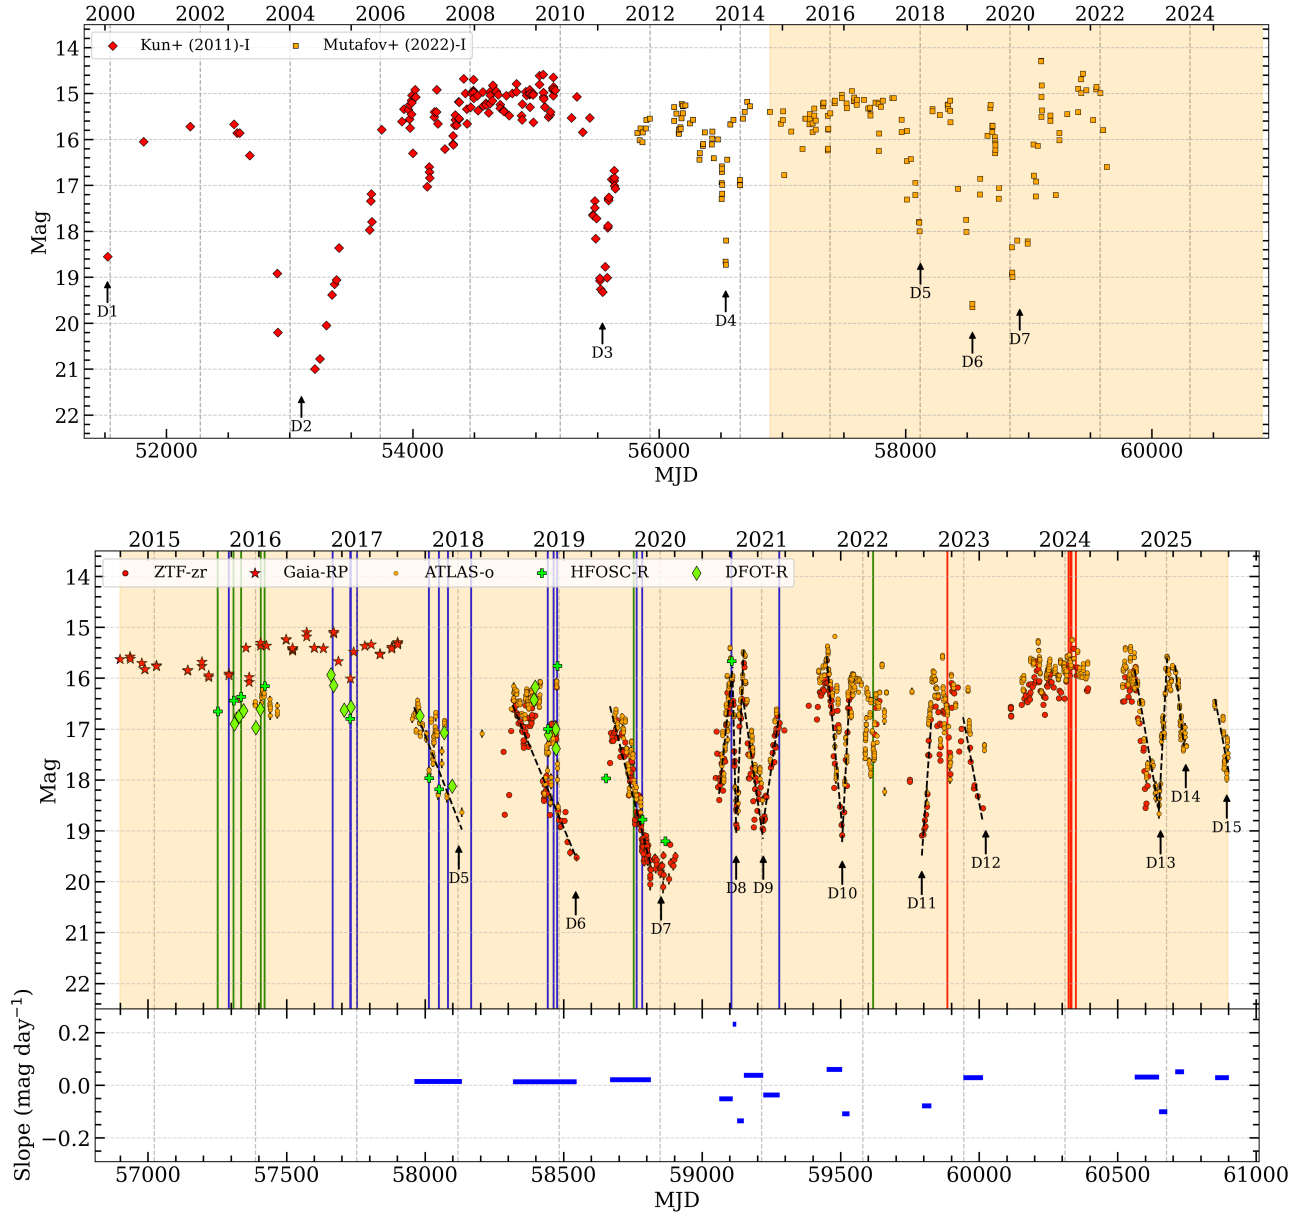 2000 2002 2004 2006 2007 2008 2010 2012 2014 2016 2018 2020 2022 2024
Kun+ (2011)-I Mutafov+ (2022)-I
14
15
16
17
18
19
20
21
22
Mag
D1
D2
D3
D4
D5
D6
D7
52000 54000 56000 58000 60000
MJD
2015 2016 2017 2018 2019 2020 2021 2022 2023 2024 2025
ZTF-zr Gaia-RP ATLAS-o HFOSC-R DFOT-R
14
15
16
17
18
19
20
21
22
Mag
D5
D6
D7
D8
D9
D10
D11
D12
D13
D14
D15
0.2
0.0
−0.2
Slope (mag day⁻¹)
57000 57500 58000 58500 59000 59500 60000 60500 61000
MJD